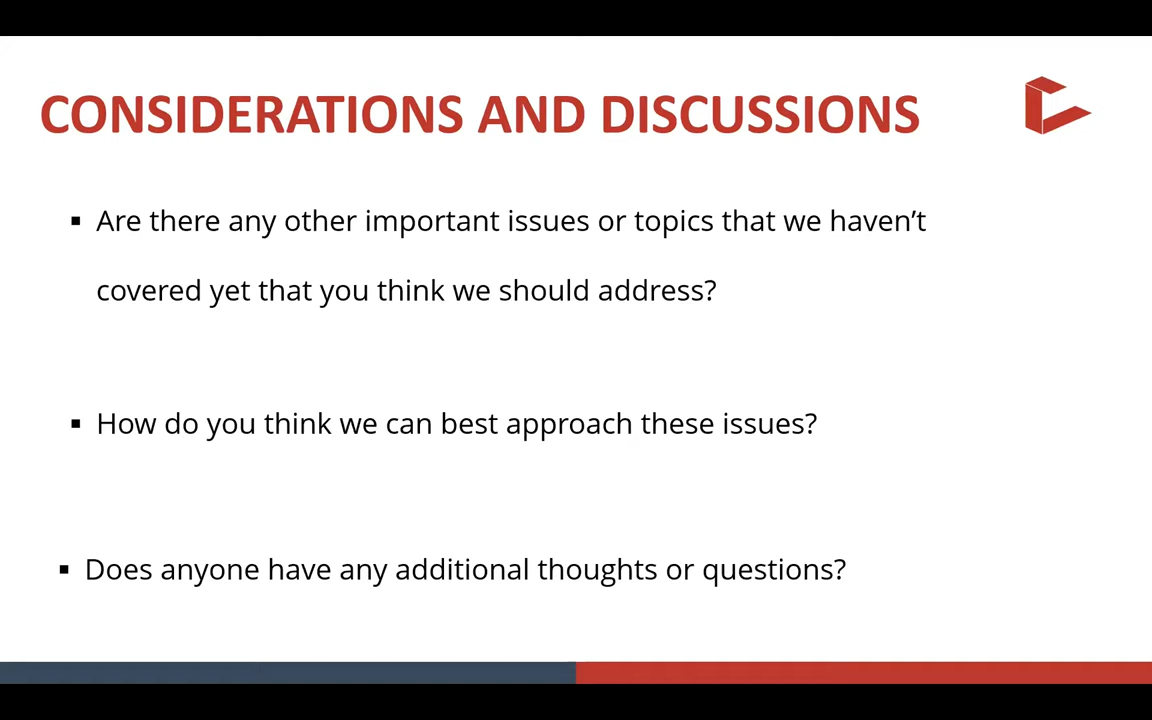 CONSIDERATIONS AND DISCUSSIONS
▪ Are there any other important issues or topics that we haven’t
covered yet that you think we should address?
▪ How do you think we can best approach these issues?
▪ Does anyone have any additional thoughts or questions?